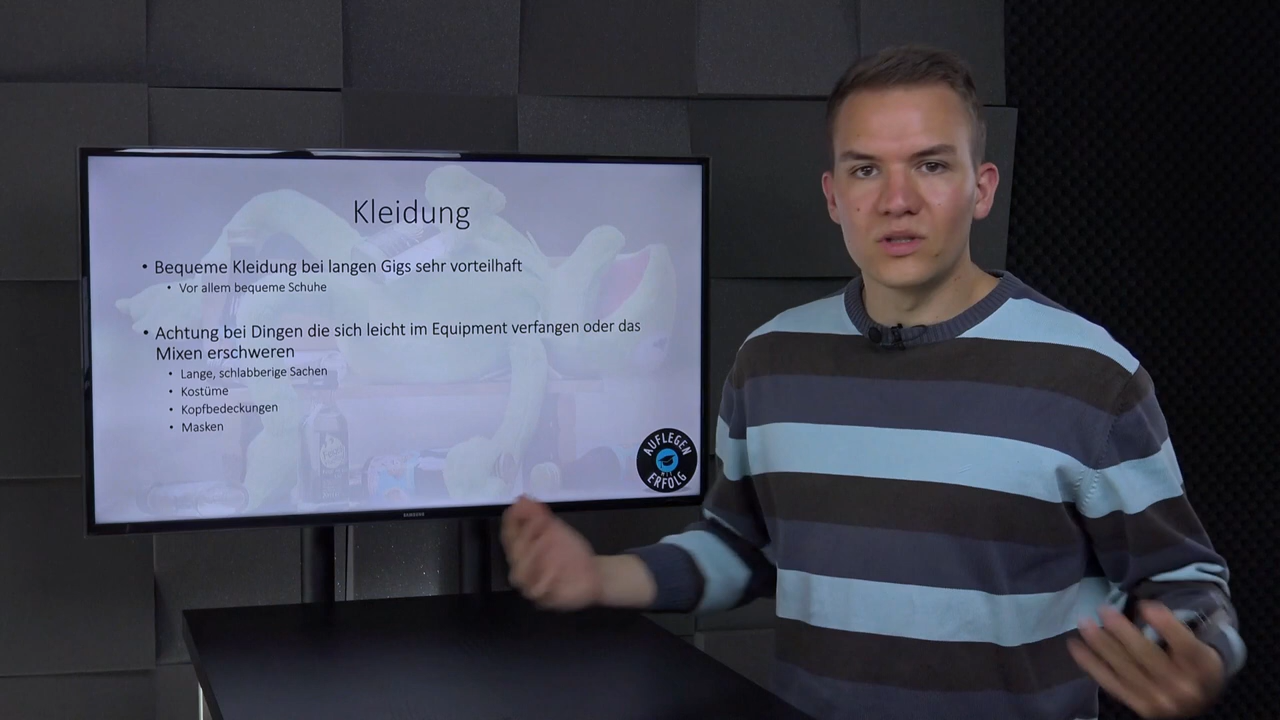 Kleidung
• Bequeme Kleidung bei langen Gigs sehr vorteilhaft
• Vor allem bequeme Schuhe
• Achtung bei Dingen die sich leicht im Equipment verfangen oder das
Mixen erschweren
• Lange, schlabberige Sachen
• Kostüme
• Kopfbedeckungen
• Masken
AUFLEGEN
MIT
ERFOLG
SAMSUNG